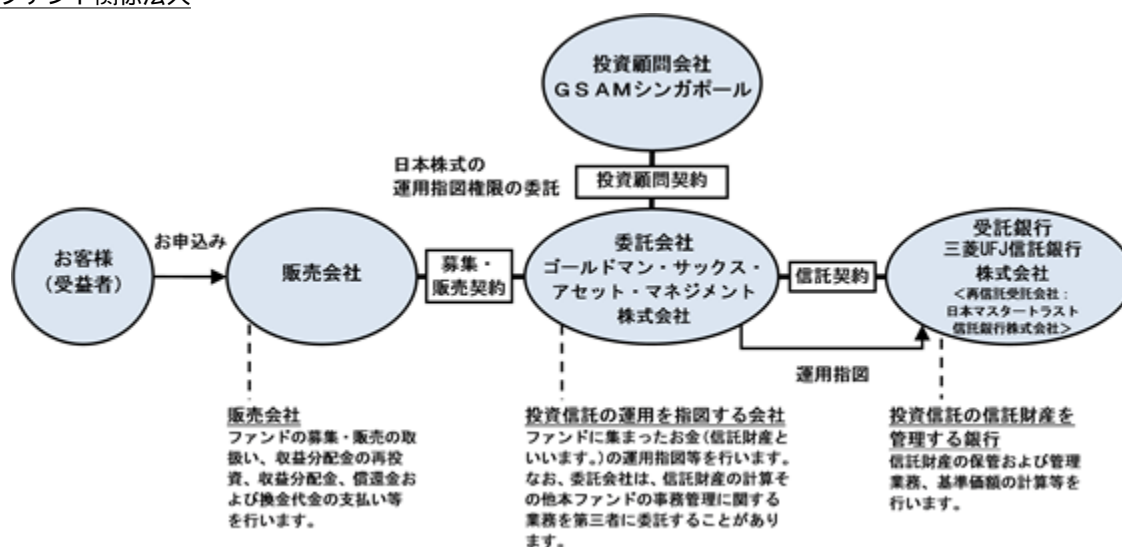 ファンド関係法人
投資顧問会社
GSAMシンガポール
日本株式の
運用指図権限の委託
投資顧問契約
お客様
(受益者)
お申込み
販売会社
募集・
販売契約
委託会社
ゴールドマン・サックス・
アセット・マネジメント
株式会社
信託契約
受託銀行
三菱UFJ信託銀行
株式会社
<再信託受託会社:
日本マスタートラスト
信託銀行株式会社>
運用指図
販売会社
ファンドの募集・販売の取
扱い、収益分配金の再投
資、収益分配金、償還金お
よび換金代金の支払い等
を行います。
投資信託の運用を指図する会社
ファンドに集まったお金(信託財産と
いいます。)の運用指図等を行います。
なお、委託会社は、信託財産の計算そ
の他本ファンドの事務管理に関する
業務を第三者に委託することがあり
ます。
投資信託の信託財産を
管理する銀行
信託財産の保管および管理
業務、基準価額の計算等を
行います。